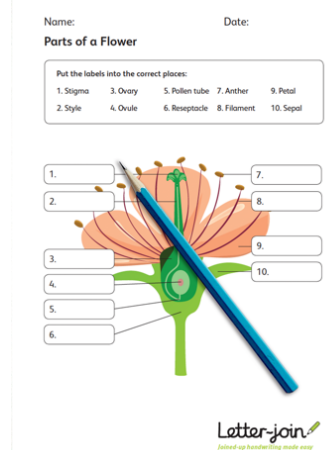 Name: Date:
Parts of a Flower
Put the labels into the correct places:
1. Stigma 3. Ovary 5. Pollen tube 7. Anther 9. Petal
2. Style 4. Ovule 6. Reseptacle 8. Filament 10. Sepal
1. 7.
2. 8.
9.
3.
10.
4.
5.
6.
Letter-join
Joined-up handwriting made easy